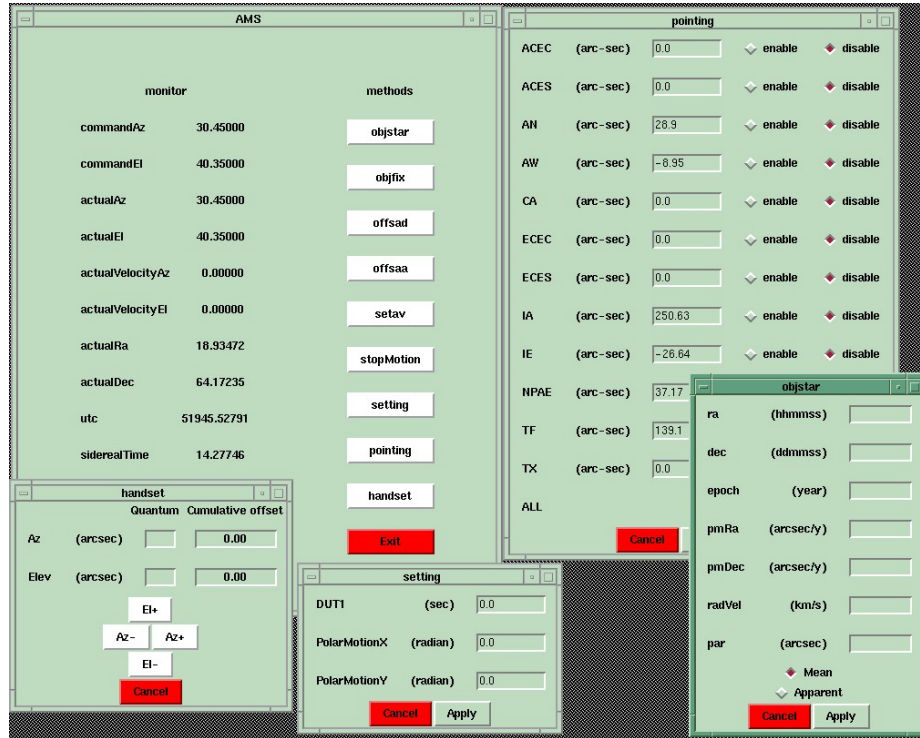 AMS
monitor methods
commandAz 30.45000 objstar
commandEl 40.35000 objfix
actualAz 30.45000 offsad
actualEl 40.35000 offsaa
actualVelocityAz 0.00000 setav
actualVelocityEl 0.00000 stopMotion
actualRa 18.93472 setting
actualDec 64.17235 pointing
utc 51945.52791 handset
siderealTime 14.27746 Exit
pointing
ACEC (arc-sec) 0.0 enable disable
ACES (arc-sec) 0.0 enable disable
AN (arc-sec) 28.9 enable disable
AW (arc-sec) -8.95 enable disable
CA (arc-sec) 0.0 enable disable
ECEC (arc-sec) 0.0 enable disable
ECES (arc-sec) 0.0 enable disable
IA (arc-sec) 250.63 enable disable
IE (arc-sec) -26.64 enable disable
NPAE (arc-sec) 37.17
TF (arc-sec) 139.1
TX (arc-sec) 0.0
ALL
Cancel
handset
Quantum Cumulative offset
Az (arcsec) 0.00
Elev (arcsec) 0.00
El+
Az- Az+
El-
Cancel
setting
DUT1 (sec) 0.0
PolarMotionX (radian) 0.0
PolarMotionY (radian) 0.0
Cancel Apply
objstar
ra (hhmmss)
dec (ddmmss)
epoch (year)
pmRa (arcsec/y)
pmDec (arcsec/y)
radVel (km/s)
par (arcsec)
Mean
Apparent
Cancel Apply